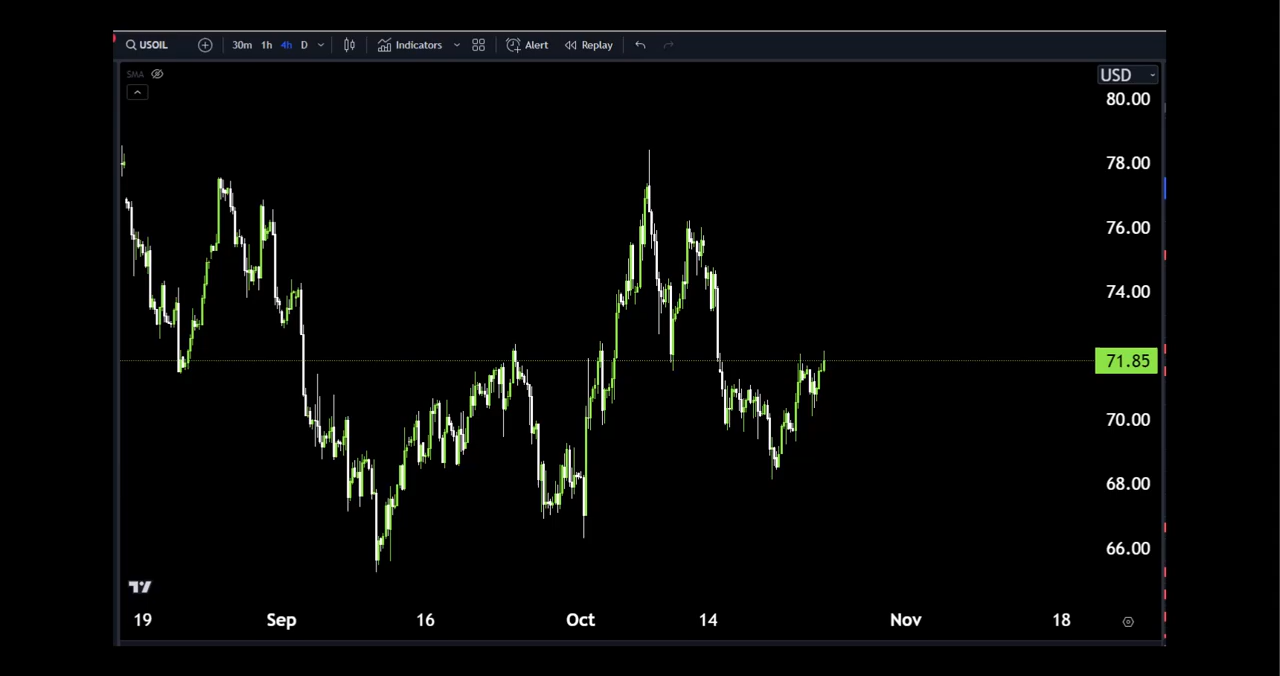 USOIL 30m 1h 4h D Indicators Alert Replay
SMA
USD
80.00
78.00
76.00
74.00
71.85
70.00
68.00
66.00
19 Sep 16 Oct 14 Nov 18